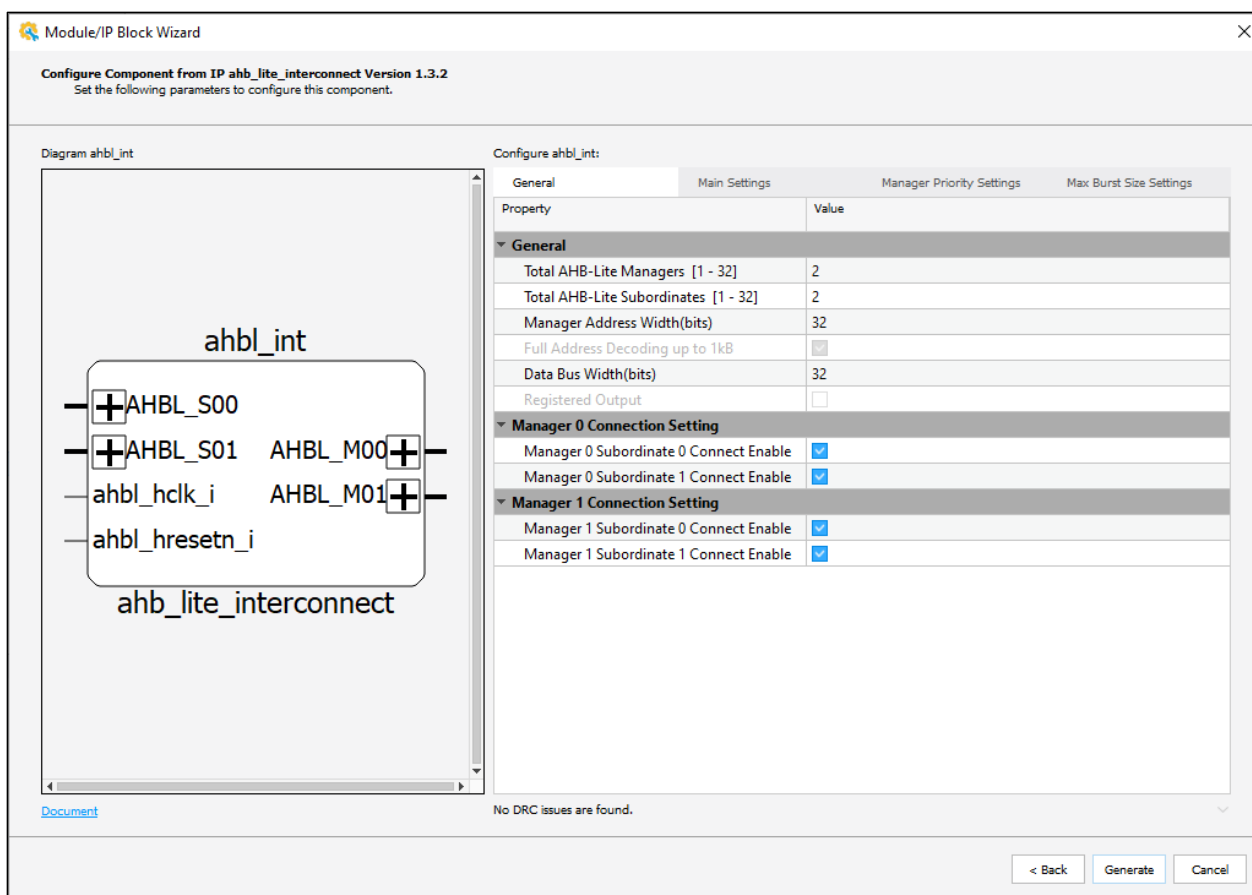 Module/IP Block Wizard
Configure Component from IP ahb_lite_interconnect Version 1.3.2
Set the following parameters to configure this component.
Diagram ahbl_int
ahbl_int
AHBL_S00
AHBL_S01 AHBL_M00
ahbl_hclk_i AHBL_M01
ahbl_hresetn_i
ahb_lite_interconnect
Document
Configure ahbl_int:
General Main Settings Manager Priority Settings Max Burst Size Settings
Property Value
General
Total AHB-Lite Managers [1 - 32] 2
Total AHB-Lite Subordinates [1 - 32] 2
Manager Address Width(bits) 32
Full Address Decoding up to 1kB
Data Bus Width(bits) 32
Registered Output
Manager 0 Connection Setting
Manager 0 Subordinate 0 Connect Enable
Manager 0 Subordinate 1 Connect Enable
Manager 1 Connection Setting
Manager 1 Subordinate 0 Connect Enable
Manager 1 Subordinate 1 Connect Enable
No DRC issues are found.
< Back Generate Cancel